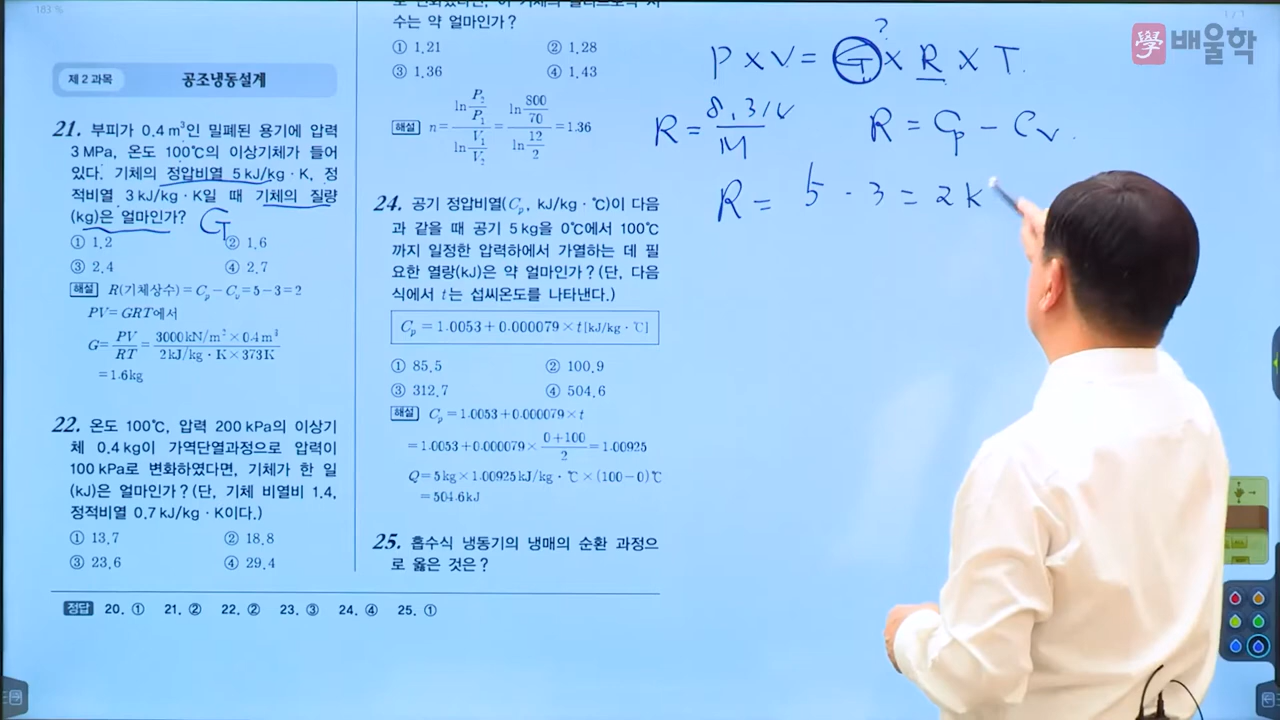 183 %
1 / 1
學 배울학
제 2 과목 공조냉동설계
21. 부피가 0.4 m³인 밀폐된 용기에 압력
3 MPa, 온도 100℃의 이상기체가 들어
있다. 기체의 정압비열 5 kJ/kg · K, 정
적비열 3 kJ/kg · K일 때 기체의 질량
(kg)은 얼마인가? G
① 1.2 ② 1.6
③ 2.4 ④ 2.7
해설 R(기체상수) = Cp − Cv = 5 − 3 = 2
PV = GRT에서
G = PV/RT = 3000 kN/m² × 0.4 m³ / 2 kJ/kg · K × 373 K
= 1.6 kg
22. 온도 100℃, 압력 200 kPa의 이상기
체 0.4 kg이 가역단열과정으로 압력이
100 kPa로 변화하였다면, 기체가 한 일
(kJ)은 얼마인가? (단, 기체 비열비 1.4,
정적비열 0.7 kJ/kg · K이다.)
① 13.7 ② 18.8
③ 23.6 ④ 29.4
수는 약 얼마인가?
① 1.21 ② 1.28
③ 1.36 ④ 1.43
해설 n = ln P₂/P₁ / ln V₁/V₂ = ln 800/70 / ln 12/2 = 1.36
24. 공기 정압비열(Cp, kJ/kg · ℃)이 다음
과 같을 때 공기 5 kg을 0℃에서 100℃
까지 일정한 압력하에서 가열하는 데 필
요한 열량(kJ)은 약 얼마인가? (단, 다음
식에서 t는 섭씨온도를 나타낸다.)
Cp = 1.0053 + 0.000079 × t [kJ/kg · ℃]
① 85.5 ② 100.9
③ 312.7 ④ 504.6
해설 Cp = 1.0053 + 0.000079 × t
= 1.0053 + 0.000079 × 0+100/2 = 1.00925
Q = 5 kg × 1.00925 kJ/kg · ℃ × (100 − 0)℃
= 504.6 kJ
25. 흡수식 냉동기의 냉매의 순환 과정으
로 옳은 것은?
정답 20. ① 21. ② 22. ② 23. ③ 24. ④ 25. ①
?
P × V = G × R × T.
R = 8.314/M R = Cp − Cv.
R = 5 - 3 = 2 k